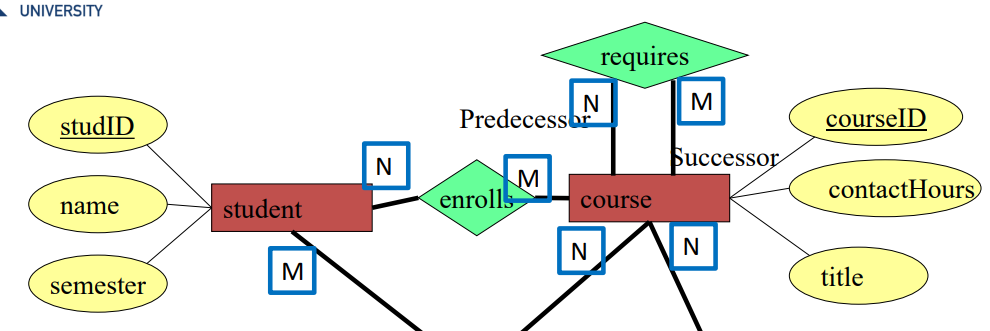 UNIVERSITY
requires
N
M
Predecessor
studID
courseID
N
Successor
M
contactHours
name
student
enrolls
course
M
N
N
semester
title